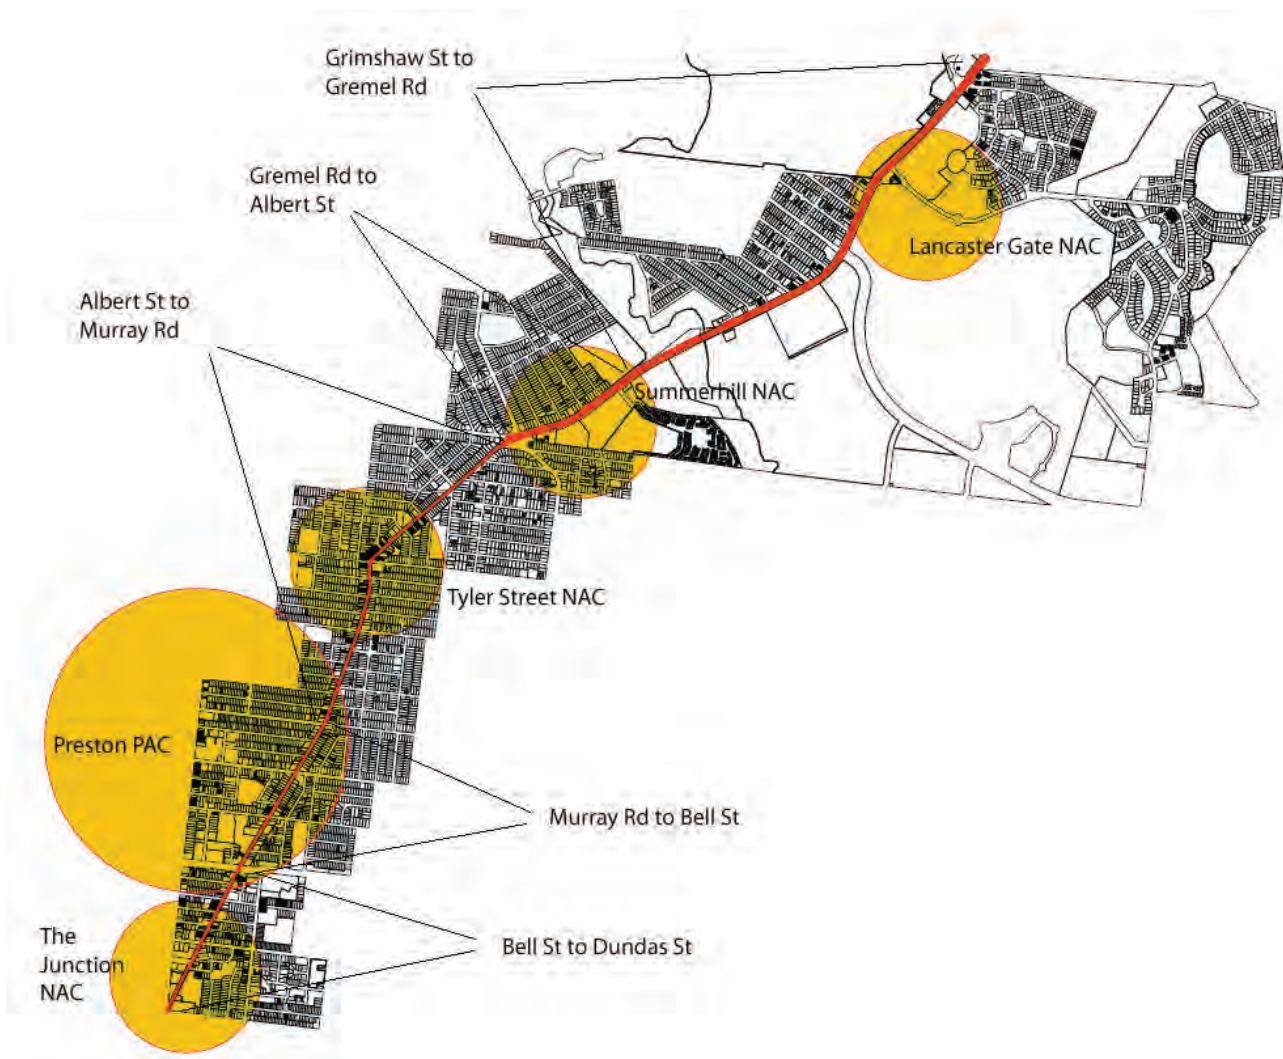 Grimshaw St to
Gremel Rd
Gremel Rd to
Albert St
Lancaster Gate NAC
Albert St to
Murray Rd
Summerhill NAC
Tyler Street NAC
Preston PAC
Murray Rd to Bell St
The
Junction
NAC
Bell St to Dundas St